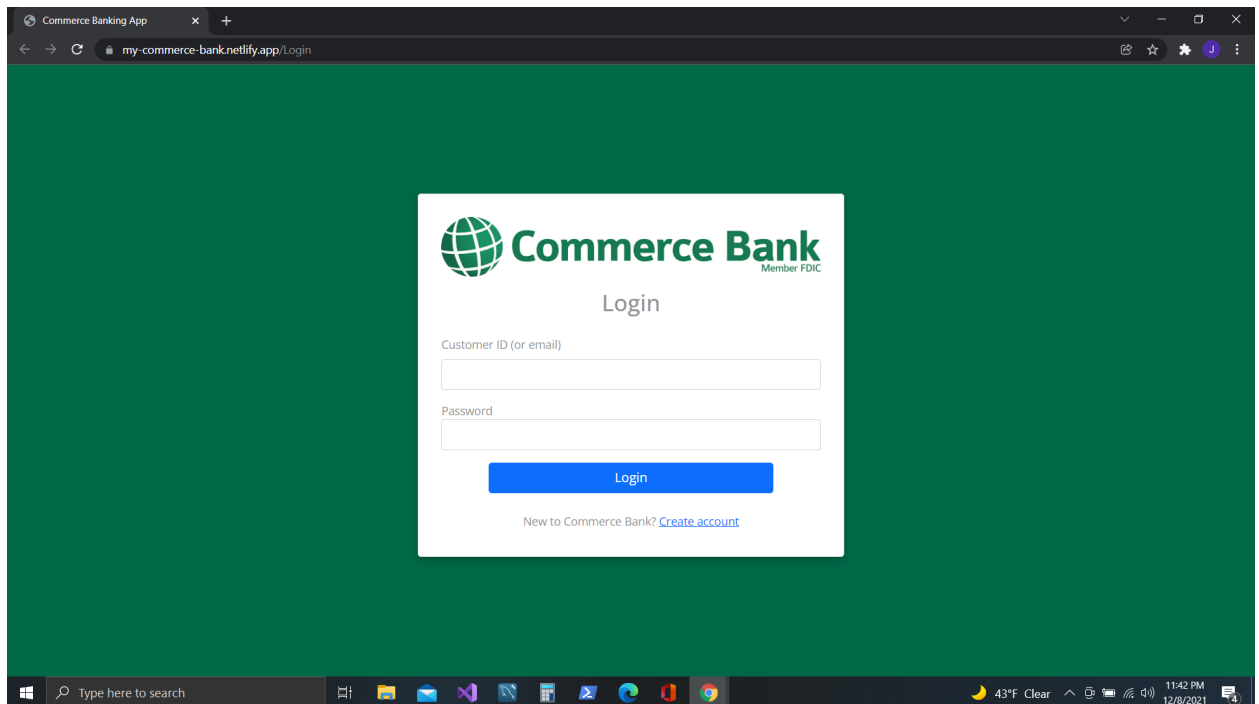 Commerce Banking App
my-commerce-bank.netlify.app/Login
J
Commerce Bank
Member FDIC
Login
Customer ID (or email)
Password
Login
New to Commerce Bank? Create account
Type here to search
43°F Clear
11:42 PM
12/8/2021
4